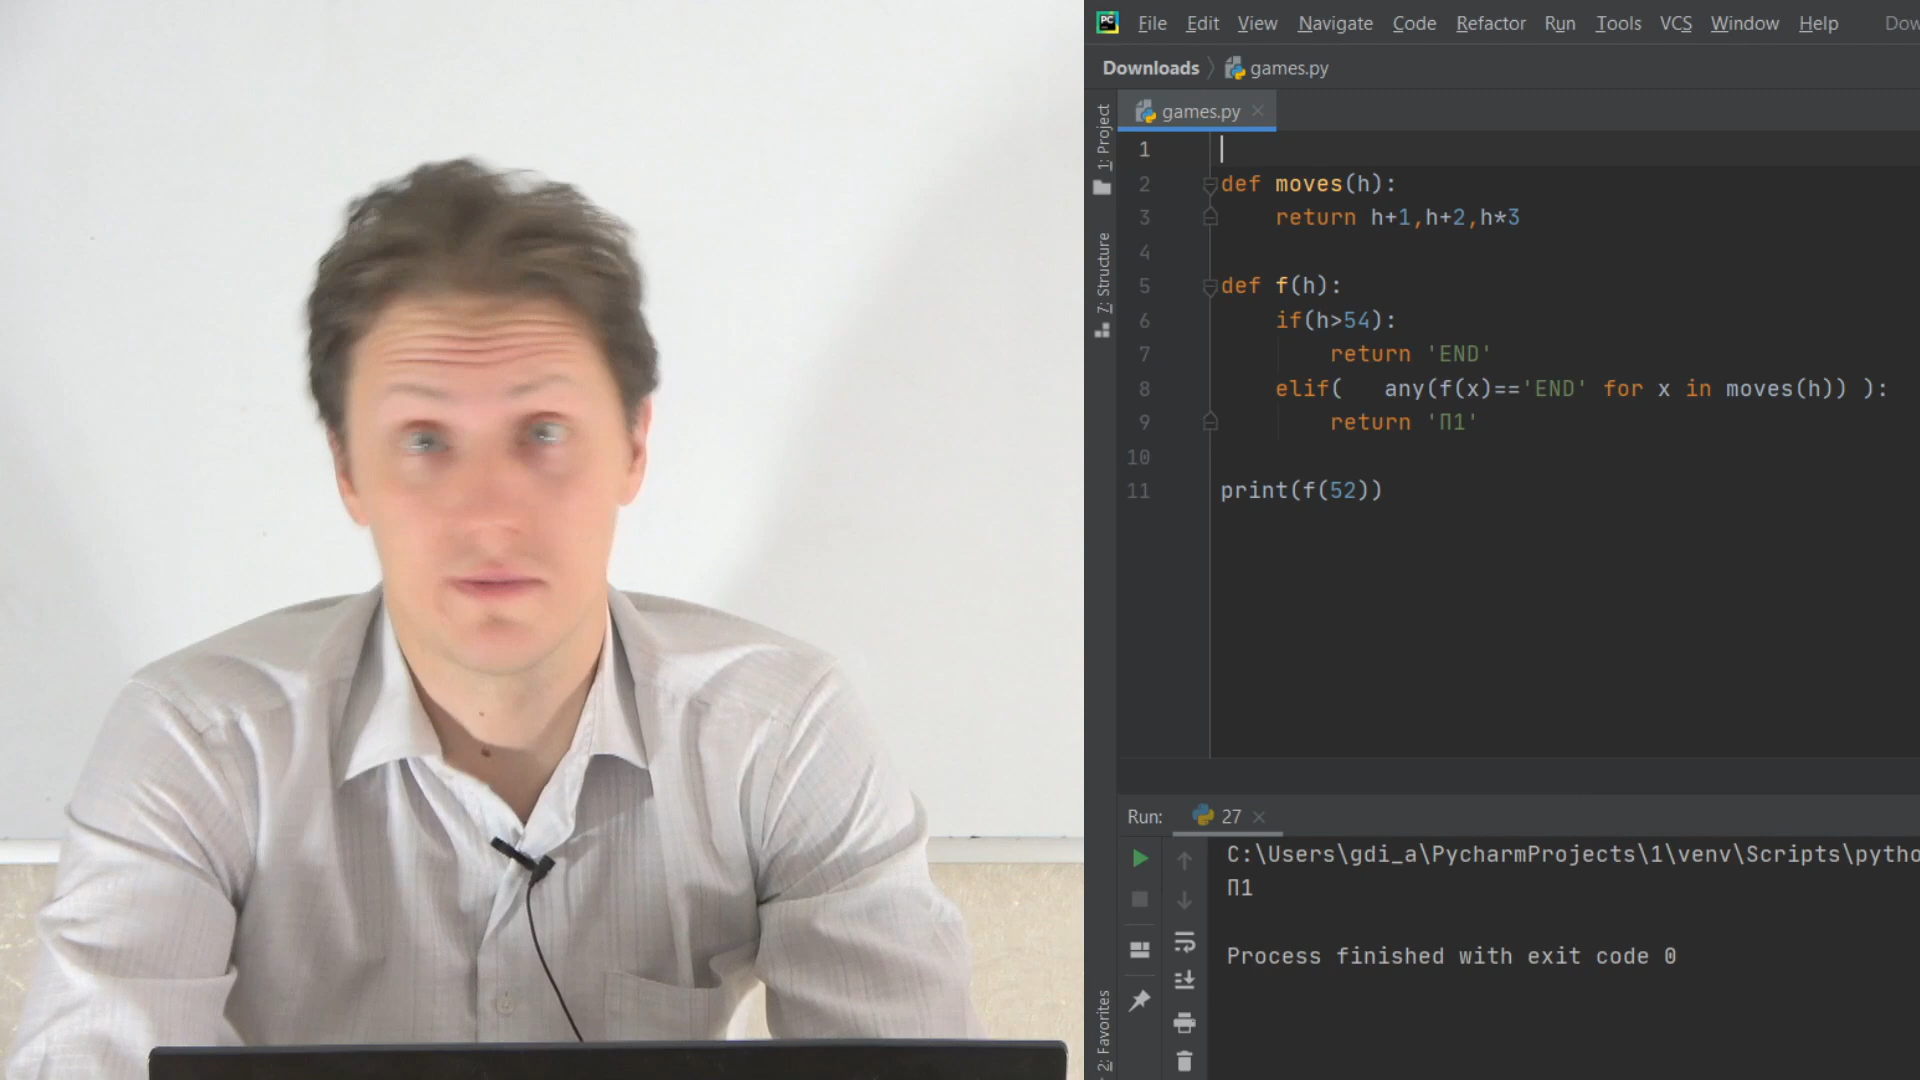 PC File Edit View Navigate Code Refactor Run Tools VCS Window Help Dow
Downloads games.py
games.py
1: Project
7: Structure
2: Favorites
1
2 def moves(h):
3 return h+1,h+2,h*3
4
5 def f(h):
6 if(h>54):
7 return 'END'
8 elif( any(f(x)=='END' for x in moves(h)) ):
9 return 'П1'
10
11 print(f(52))
Run: 27
C:\Users\gdi_a\PycharmProjects\1\venv\Scripts\pytho
П1
Process finished with exit code 0